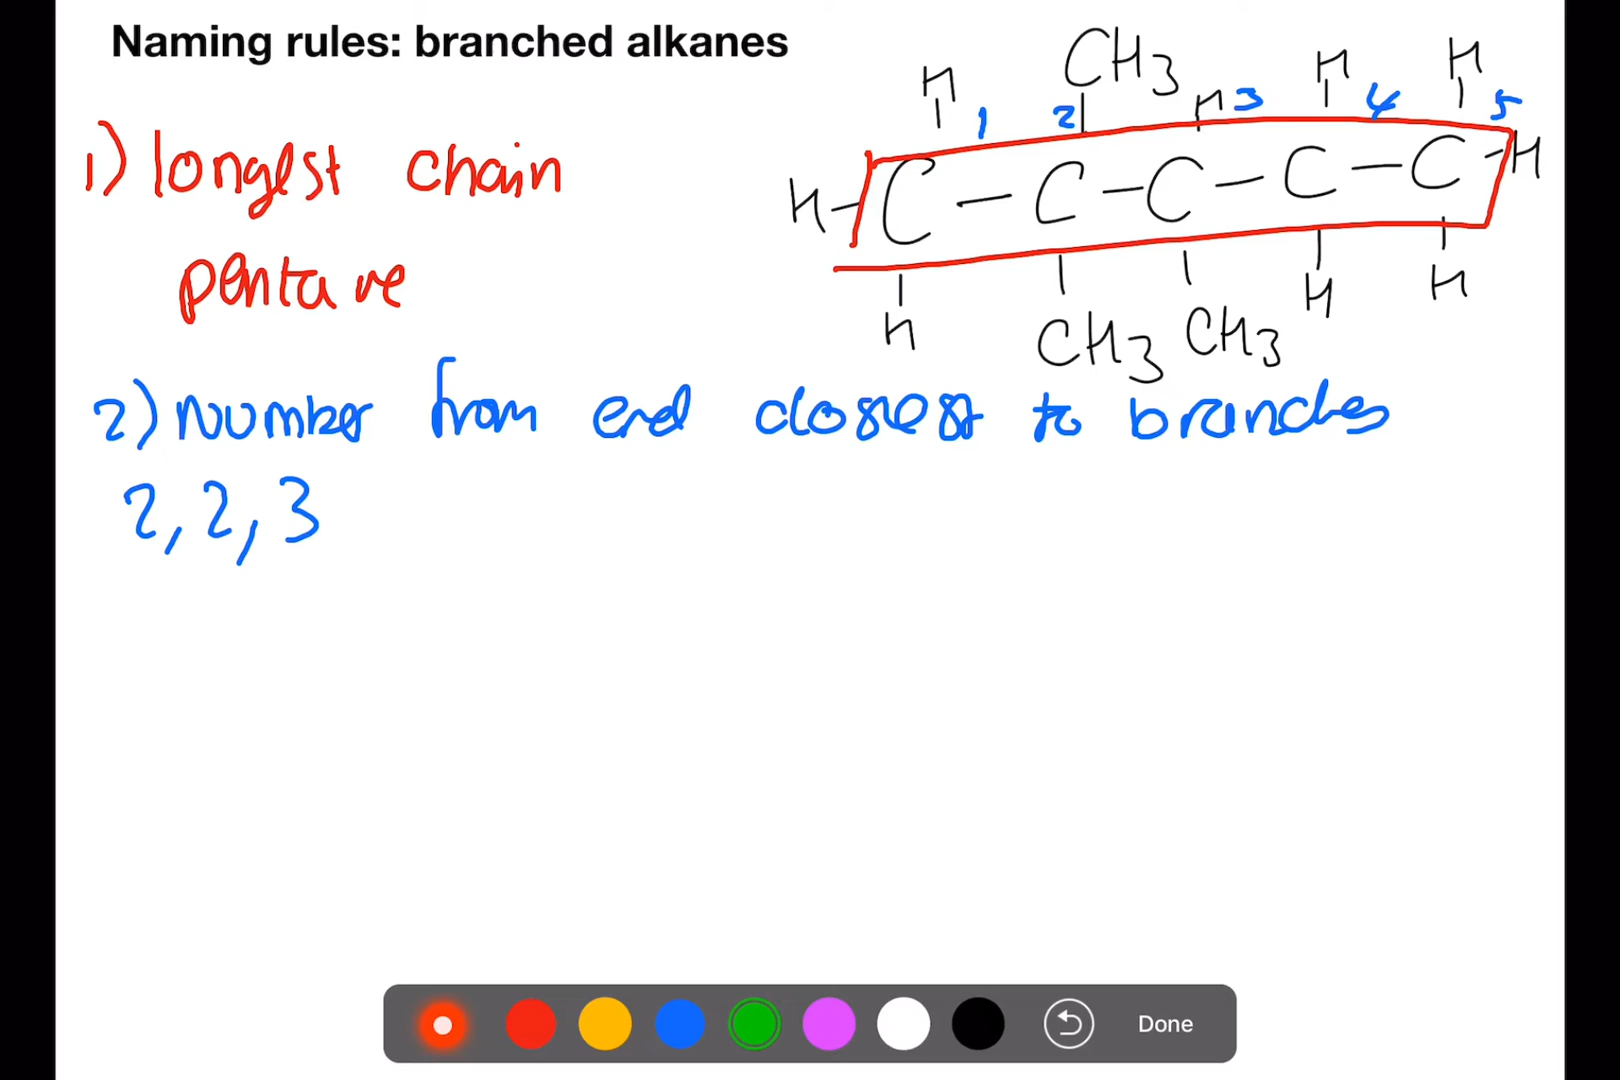 Naming rules: branched alkanes
CH3
H H H H
1 2 3 4 5
H - C - C - C - C - C - H
H CH3 CH3 H H
1) longest chain
pentane
2) number from end closest to branches
2, 2, 3
Done